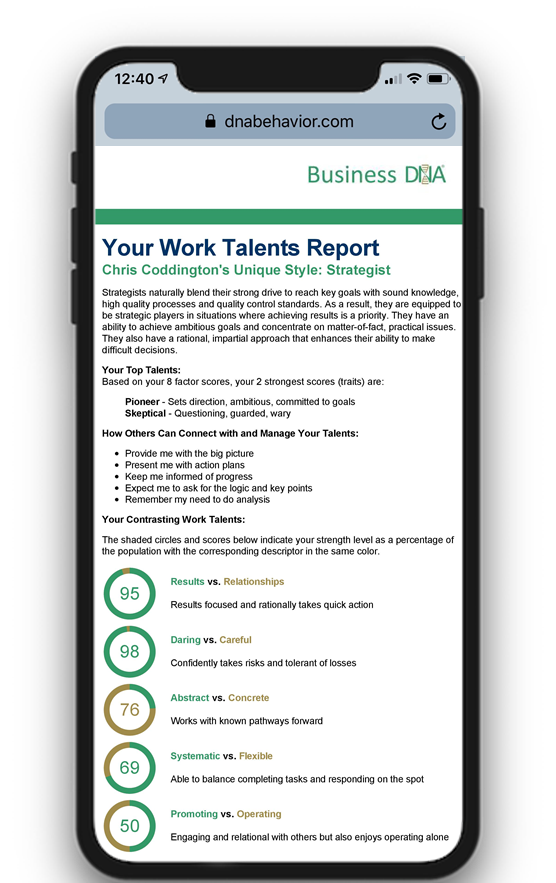 12:40
dnabehavior.com
Business DNA
Your Work Talents Report
Chris Coddington's Unique Style: Strategist
Strategists naturally blend their strong drive to reach key goals with sound knowledge,
high quality processes and quality control standards. As a result, they are equipped to
be strategic players in situations where achieving results is a priority. They have an
ability to achieve ambitious goals and concentrate on matter-of-fact, practical issues.
They also have a rational, impartial approach that enhances their ability to make
difficult decisions.
Your Top Talents:
Based on your 8 factor scores, your 2 strongest scores (traits) are:
Pioneer - Sets direction, ambitious, committed to goals
Skeptical - Questioning, guarded, wary
How Others Can Connect with and Manage Your Talents:
• Provide me with the big picture
• Present me with action plans
• Keep me informed of progress
• Expect me to ask for the logic and key points
• Remember my need to do analysis
Your Contrasting Work Talents:
The shaded circles and scores below indicate your strength level as a percentage of
the population with the corresponding descriptor in the same color.
95
Results vs. Relationships
Results focused and rationally takes quick action
98
Daring vs. Careful
Confidently takes risks and tolerant of losses
76
Abstract vs. Concrete
Works with known pathways forward
69
Systematic vs. Flexible
Able to balance completing tasks and responding on the spot
50
Promoting vs. Operating
Engaging and relational with others but also enjoys operating alone